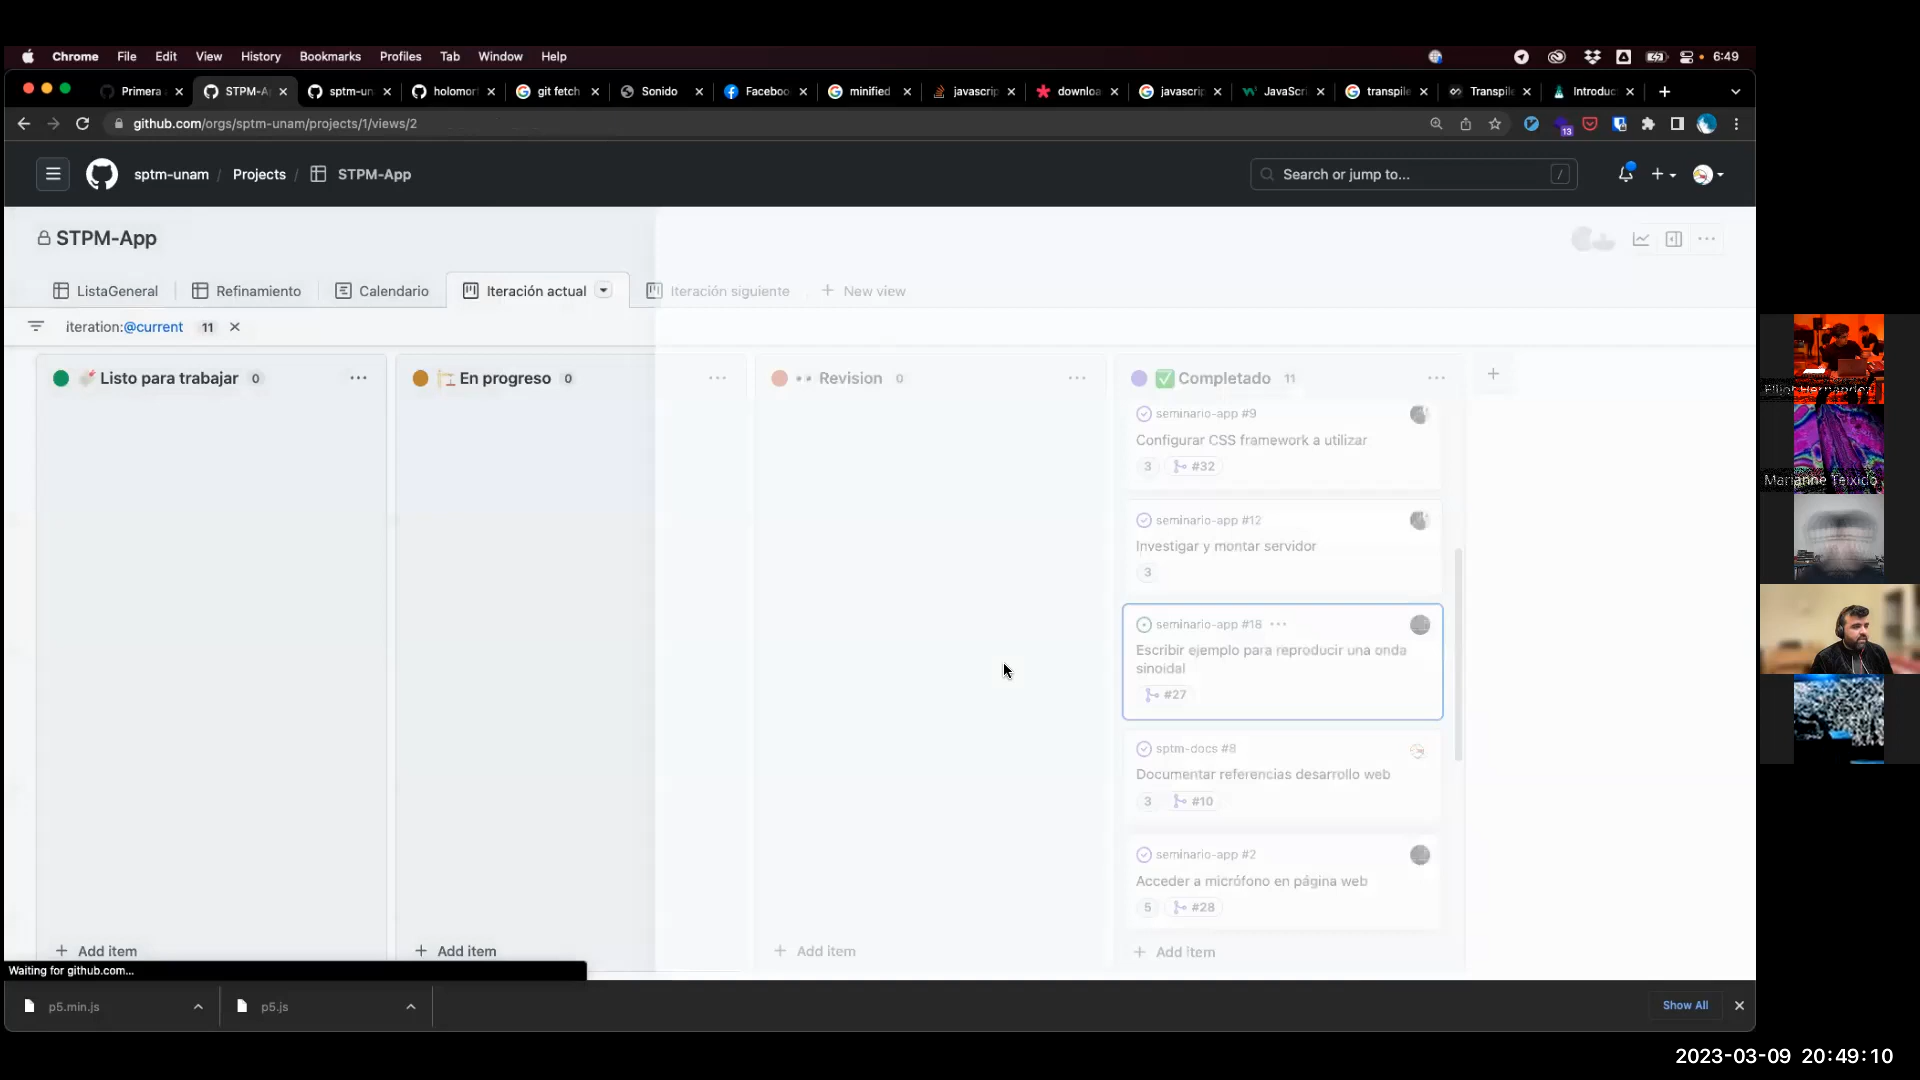 Chrome File Edit View History Bookmarks Profiles Tab Window Help 6:49
Primera STPM-A sptm-un holomor git fetch Sonido Faceboo minified javascrip downloa javascrip JavaScri transpile Transpile Introduc
github.com/orgs/sptm-unam/projects/1/views/2 13
sptm-unam / Projects / STPM-App Search or jump to... /
STPM-App
ListaGeneral Refinamiento Calendario Iteración actual Iteración siguiente + New view
iteration:@current 11
Listo para trabajar 0
En progreso 0
Revision 0
Completado 11
seminario-app #9
Configurar CSS framework a utilizar
3 #32
seminario-app #12
Investigar y montar servidor
3
seminario-app #18
Escribir ejemplo para reproducir una onda
sinoidal
#27
sptm-docs #8
Documentar referencias desarrollo web
3 #10
seminario-app #2
Acceder a micrófono en página web
5 #28
+ Add item + Add item + Add item + Add item
Waiting for github.com...
p5.min.js p5.js Show All
Elliot Hernandez
Marianne Teixido
2023-03-09 20:49:10